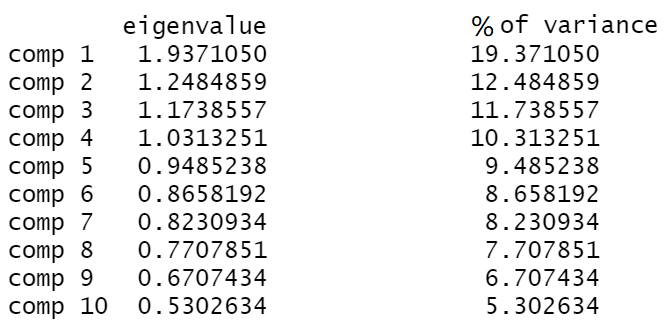 eigenvalue % of variance
comp 1 1.9371050 19.371050
comp 2 1.2484859 12.484859
comp 3 1.1738557 11.738557
comp 4 1.0313251 10.313251
comp 5 0.9485238 9.485238
comp 6 0.8658192 8.658192
comp 7 0.8230934 8.230934
comp 8 0.7707851 7.707851
comp 9 0.6707434 6.707434
comp 10 0.5302634 5.302634